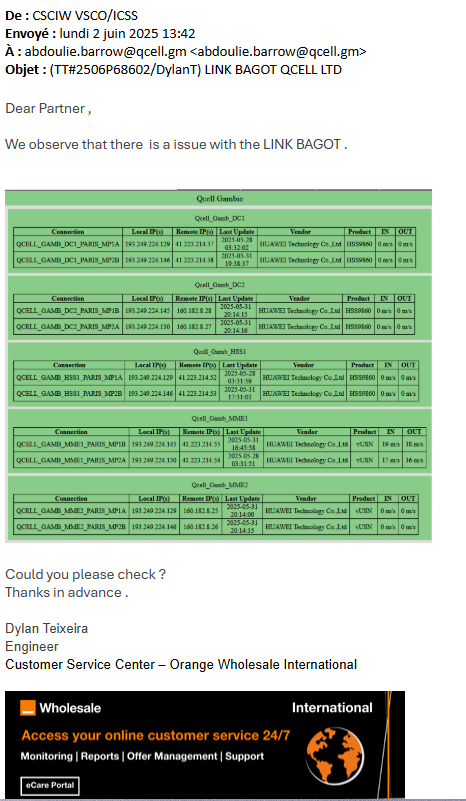 De : CSCIW VSCO/ICSS
Envoyé : lundi 2 juin 2025 13:42
À : abdoulie.barrow@qcell.gm <abdoulie.barrow@qcell.gm>
Objet : (TT#2506P68602/DylanT) LINK BAGOT QCELL LTD
Dear Partner ,
We observe that there is a issue with the LINK BAGOT .
Qcell Gambie
Qcell_Gamb_DC1
Connection Local IP(s) Remote IP(s) Last Update Vendor Product IN OUT
QCELL_GAMB_DC1_PARIS_MP1A 193.249.224.129 41.223.214.57 2025-05-28 03:32:02 HUAWEI Technology Co.,Ltd HSS9860 0 m/s 0 m/s
QCELL_GAMB_DC1_PARIS_MP2B 193.249.224.146 41.223.214.58 2025-05-31 19:38:37 HUAWEI Technology Co.,Ltd HSS9860 0 m/s 0 m/s
Qcell_Gamb_DC2
Connection Local IP(s) Remote IP(s) Last Update Vendor Product IN OUT
QCELL_GAMB_DC2_PARIS_MP1B 193.249.224.145 160.182.8.28 2025-05-31 20:14:15 HUAWEI Technology Co.,Ltd HSS9860 0 m/s 0 m/s
QCELL_GAMB_DC2_PARIS_MP2A 193.249.224.130 160.182.8.27 2025-05-31 20:14:16 HUAWEI Technology Co.,Ltd HSS9860 0 m/s 0 m/s
Qcell_Gamb_HSS1
Connection Local IP(s) Remote IP(s) Last Update Vendor Product IN OUT
QCELL_GAMB_HSS1_PARIS_MP1A 193.249.224.129 41.223.214.52 2025-05-28 03:31:59 HUAWEI Technology Co.,Ltd HSS9860 0 m/s 0 m/s
QCELL_GAMB_HSS1_PARIS_MP2B 193.249.224.146 41.223.214.53 2025-05-31 17:31:03 HUAWEI Technology Co.,Ltd HSS9860 0 m/s 0 m/s
Qcell_Gamb_MME1
Connection Local IP(s) Remote IP(s) Last Update Vendor Product IN OUT
QCELL_GAMB_MME1_PARIS_MP1B 193.249.224.145 41.223.214.55 2025-05-31 16:45:58 HUAWEI Technology Co.,Ltd vUSN 19 m/s 18 m/s
QCELL_GAMB_MME1_PARIS_MP2A 193.249.224.130 41.223.214.54 2025-05-28 03:31:51 HUAWEI Technology Co.,Ltd vUSN 17 m/s 16 m/s
Qcell_Gamb_MME2
Connection Local IP(s) Remote IP(s) Last Update Vendor Product IN OUT
QCELL_GAMB_MME2_PARIS_MP1A 193.249.224.129 160.182.8.25 2025-05-31 20:14:00 HUAWEI Technology Co.,Ltd vUSN 0 m/s 0 m/s
QCELL_GAMB_MME2_PARIS_MP2B 193.249.224.146 160.182.8.26 2025-05-31 20:14:15 HUAWEI Technology Co.,Ltd vUSN 0 m/s 0 m/s
Could you please check ?
Thanks in advance .
Dylan Teixeira
Engineer
Customer Service Center – Orange Wholesale International
Wholesale International
Access your online customer service 24/7
Monitoring | Reports | Offer Management | Support
eCare Portal